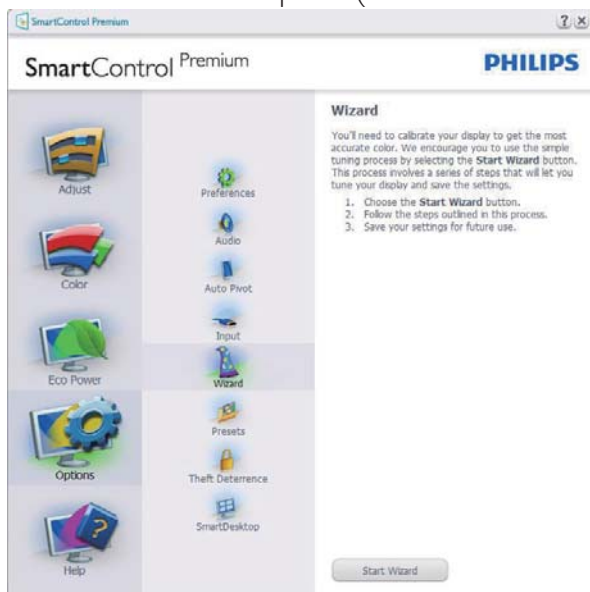 SmartControl Premium
SmartControl Premium
PHILIPS
Adjust
Color
Eco Power
Options
Help
Preferences
Audio
Auto Pivot
Input
Wizard
Presets
Theft Deterrence
SmartDesktop
Wizard
You'll need to calibrate your display to get the most
accurate color. We encourage you to use the simple
tuning process by selecting the Start Wizard button.
This process involves a series of steps that will let you
tune your display and save the settings.
1. Choose the Start Wizard button.
2. Follow the steps outlined in this process.
3. Save your settings for future use.
Start Wizard